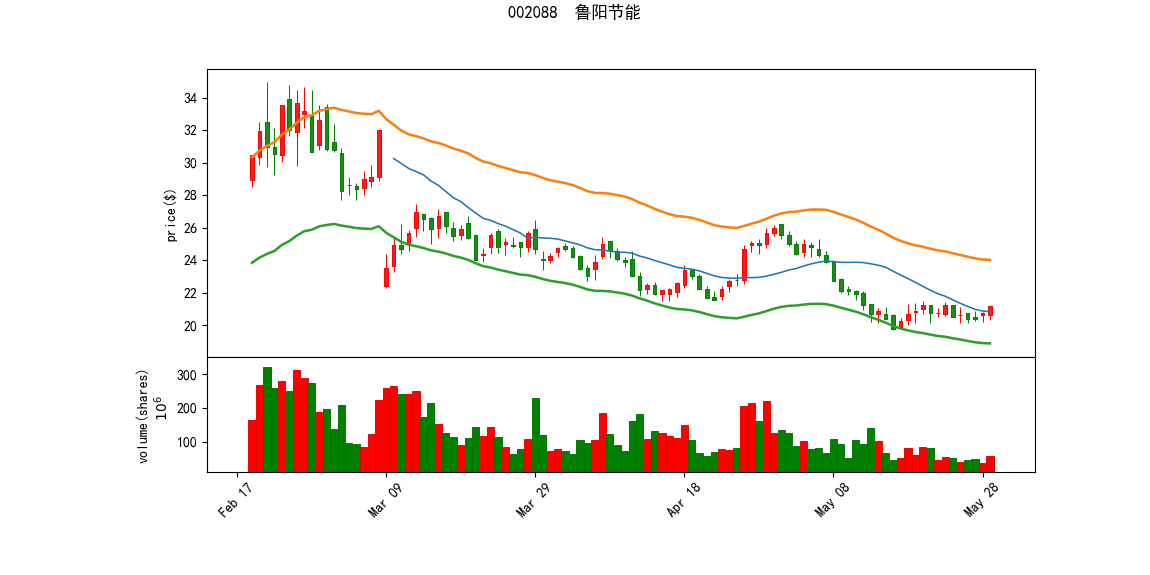 002088 鲁阳节能
price($)
34
32
30
28
26
24
22
20
volume(shares)
10^6
300
200
100
Feb 17
Mar 09
Mar 29
Apr 18
May 08
May 28